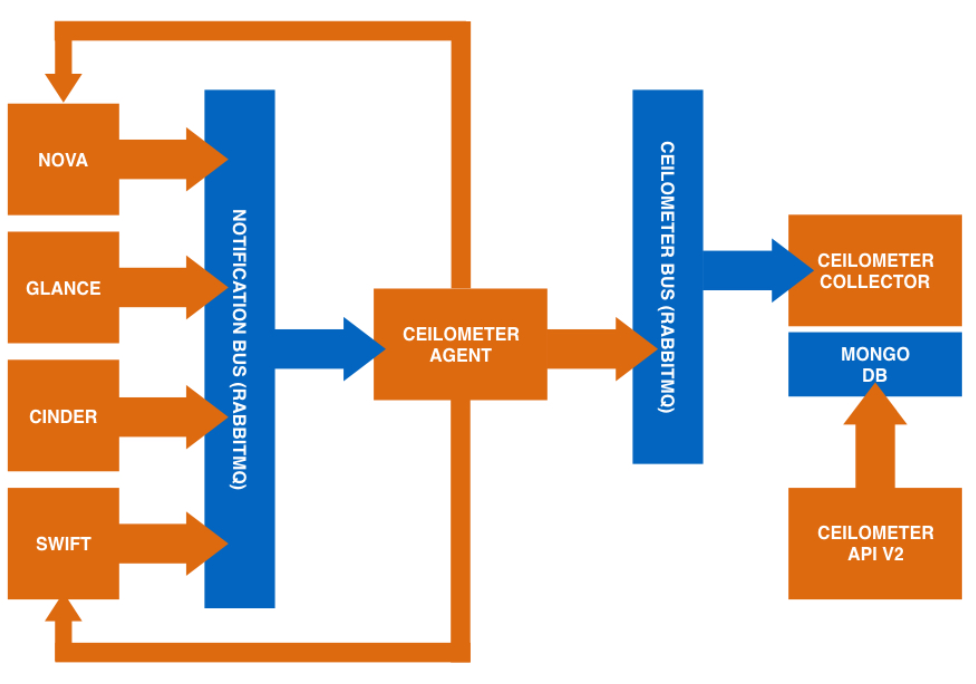 NOVA
GLANCE
CINDER
SWIFT
NOTIFICATION BUS (RABBITMQ)
CEILOMETER
AGENT
CEILOMETER BUS (RABBITMQ)
CEILOMETER
COLLECTOR
MONGO
DB
CEILOMETER
API V2